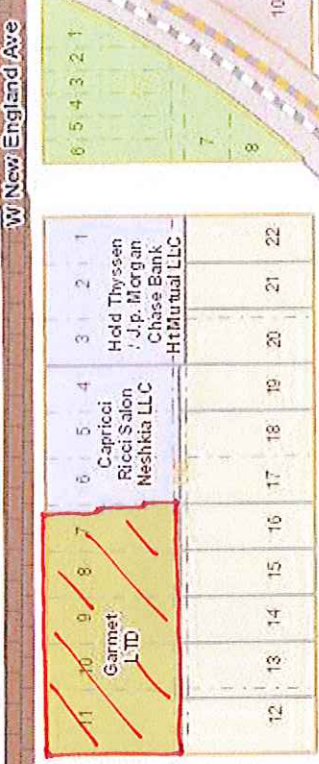 W New England Ave
6 5 4 3 2 1
7
8
10
11 10 9 8 7 6 5 4 3 2 1
Garmet
LTD
Capricci
Ricci Salon
Neshkia LLC
Hold Thyssen
/ J.p. Morgan
Chase Bank
Ht Mutual LLC
12 13 14 15 16 17 18 19 20 21 22